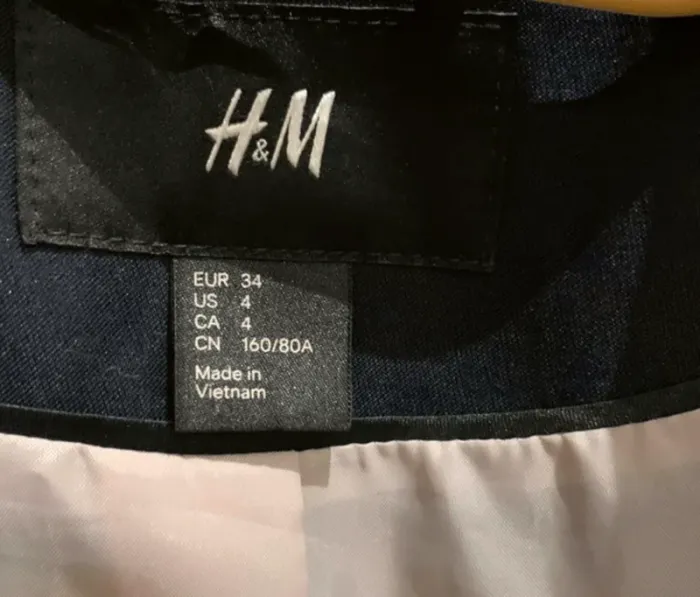 H&M
EUR 34
US 4
CA 4
CN 160/80A
Made in
Vietnam